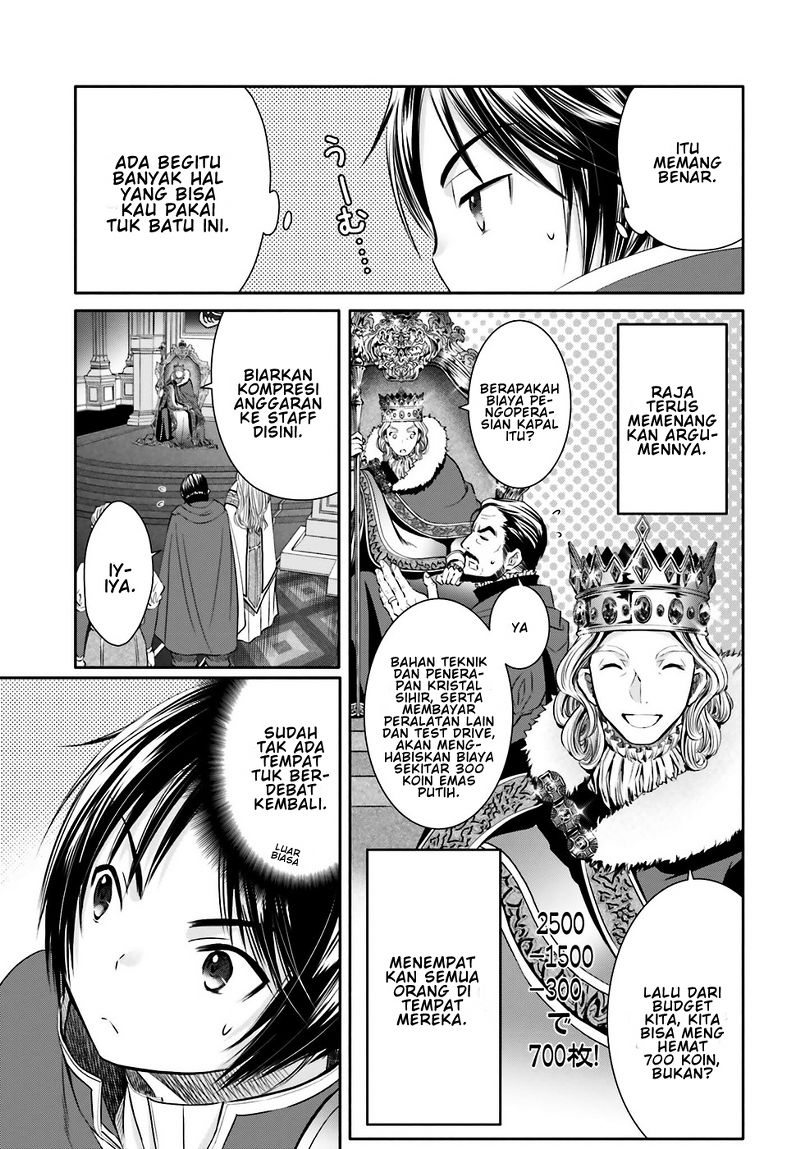 ITU
MEMANG
BENAR.
うーむ....
ADA BEGITU
BANYAK HAL
YANG BISA
KAU PAKAI
TUK BATU INI.
RAJA
TERUS
MEMENANG
KAN ARGU-
MENNYA.
BERAPAKAH
BIAYA PE-
NGOPERA-
SIAN KAPAL
ITU?
YA
BAHAN TEKNIK
DAN PENERA-
PAN KRISTAL
SIHIR, SERTA
MEMBAYAR
PERALATAN LAIN
DAN TEST DRIVE,
AKAN MENG-
HABISKAN BIAYA
SEKITAR 300
KOIN EMAS
PUTIH.
LALU DARI
BUDGET
KITA, KITA
BISA MENG
HEMAT
700 KOIN,
BUKAN?
2500
-1500
-300
で
700枚!
MENEMPAT
KAN SEMUA
ORANG DI
TEMPAT
MEREKA.
BIARKAN
KOMPRESI
ANGGARAN
KE STAFF
DISINI.
IY-
IYA.
SUDAH
TAK ADA
TEMPAT
TUK BER-
DEBAT
KEMBALI.
LUAR
BIASA